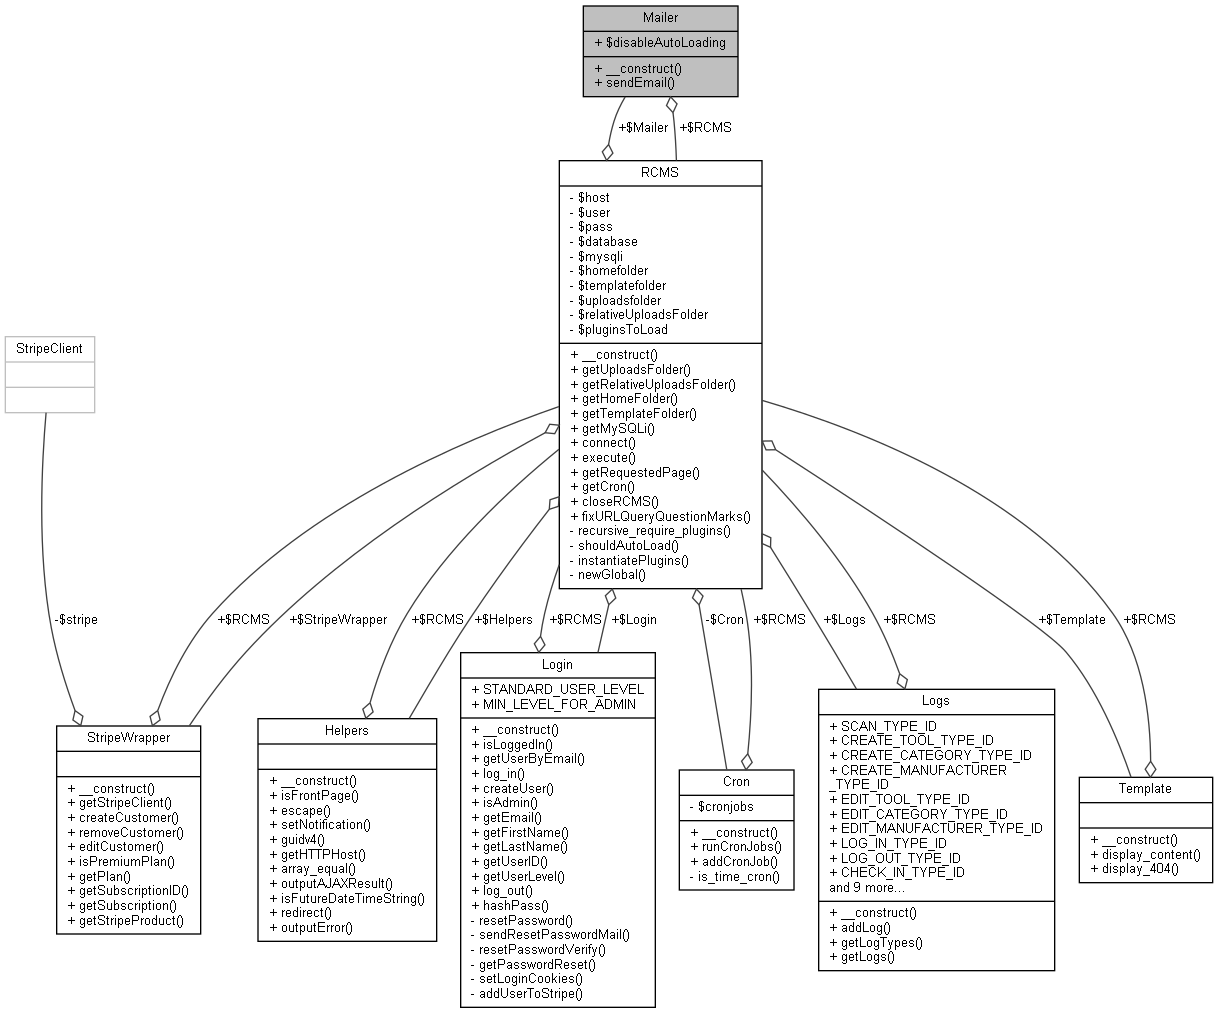 Mailer
+ $disableAutoLoading
+ __construct()
+ sendEmail()
+$Mailer
+$RCMS
RCMS
- $host
- $user
- $pass
- $database
- $mysqli
- $homefolder
- $templatefolder
- $uploadsfolder
- $relativeUploadsFolder
- $pluginsToLoad
+ __construct()
+ getUploadsFolder()
+ getRelativeUploadsFolder()
+ getHomeFolder()
+ getTemplateFolder()
+ getMySQLi()
+ connect()
+ execute()
+ getRequestedPage()
+ getCron()
+ closeRCMS()
+ fixURLQueryQuestionMarks()
- recursive_require_plugins()
- shouldAutoLoad()
- instantiatePlugins()
- newGlobal()
StripeClient
-$stripe
+$RCMS
+$StripeWrapper
+$RCMS
+$Helpers
+$RCMS
+$Login
-$Cron
+$RCMS
+$Logs
+$RCMS
+$Template
+$RCMS
StripeWrapper
+ __construct()
+ getStripeClient()
+ createCustomer()
+ removeCustomer()
+ editCustomer()
+ isPremiumPlan()
+ getPlan()
+ getSubscriptionID()
+ getSubscription()
+ getStripeProduct()
Helpers
+ __construct()
+ isFrontPage()
+ escape()
+ setNotification()
+ guidv4()
+ getHTTPHost()
+ array_equal()
+ outputAJAXResult()
+ isFutureDateTimeString()
+ redirect()
+ outputError()
Login
+ STANDARD_USER_LEVEL
+ MIN_LEVEL_FOR_ADMIN
+ __construct()
+ isLoggedIn()
+ getUserByEmail()
+ log_in()
+ createUser()
+ isAdmin()
+ getEmail()
+ getFirstName()
+ getLastName()
+ getUserID()
+ getUserLevel()
+ log_out()
+ hashPass()
- resetPassword()
- sendResetPasswordMail()
- resetPasswordVerify()
- getPasswordReset()
- setLoginCookies()
- addUserToStripe()
Cron
- $cronjobs
+ __construct()
+ runCronJobs()
+ addCronJob()
- is_time_cron()
Logs
+ SCAN_TYPE_ID
+ CREATE_TOOL_TYPE_ID
+ CREATE_CATEGORY_TYPE_ID
+ CREATE_MANUFACTURER
_TYPE_ID
+ EDIT_TOOL_TYPE_ID
+ EDIT_CATEGORY_TYPE_ID
+ EDIT_MANUFACTURER_TYPE_ID
+ LOG_IN_TYPE_ID
+ LOG_OUT_TYPE_ID
+ CHECK_IN_TYPE_ID
and 9 more...
+ __construct()
+ addLog()
+ getLogTypes()
+ getLogs()
Template
+ __construct()
+ display_content()
+ display_404()